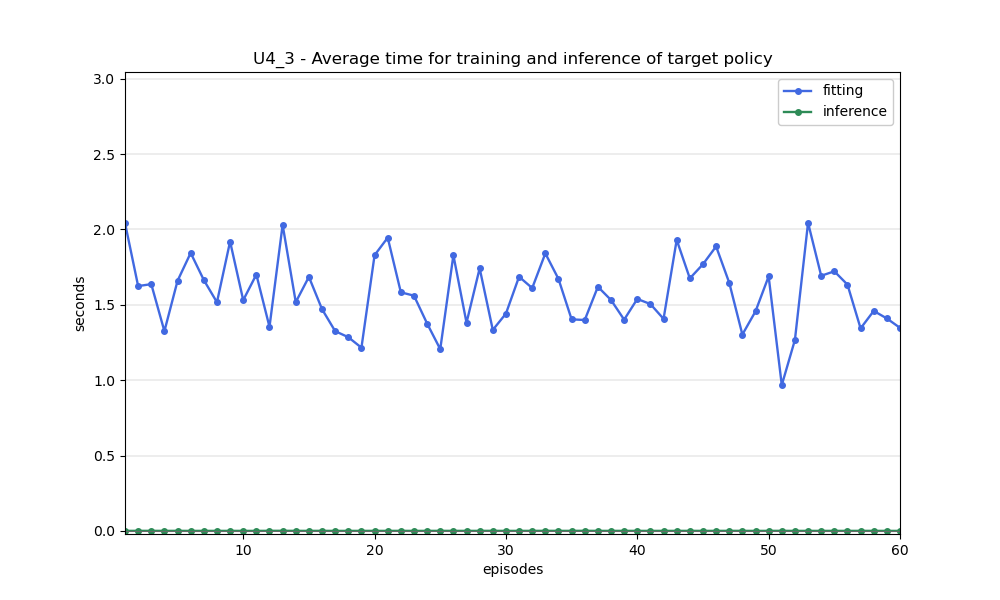 U4_3 - Average time for training and inference of target policy
3.0
2.5
2.0
1.5
1.0
0.5
0.0
seconds
fitting
inference
10 20 30 40 50 60
episodes